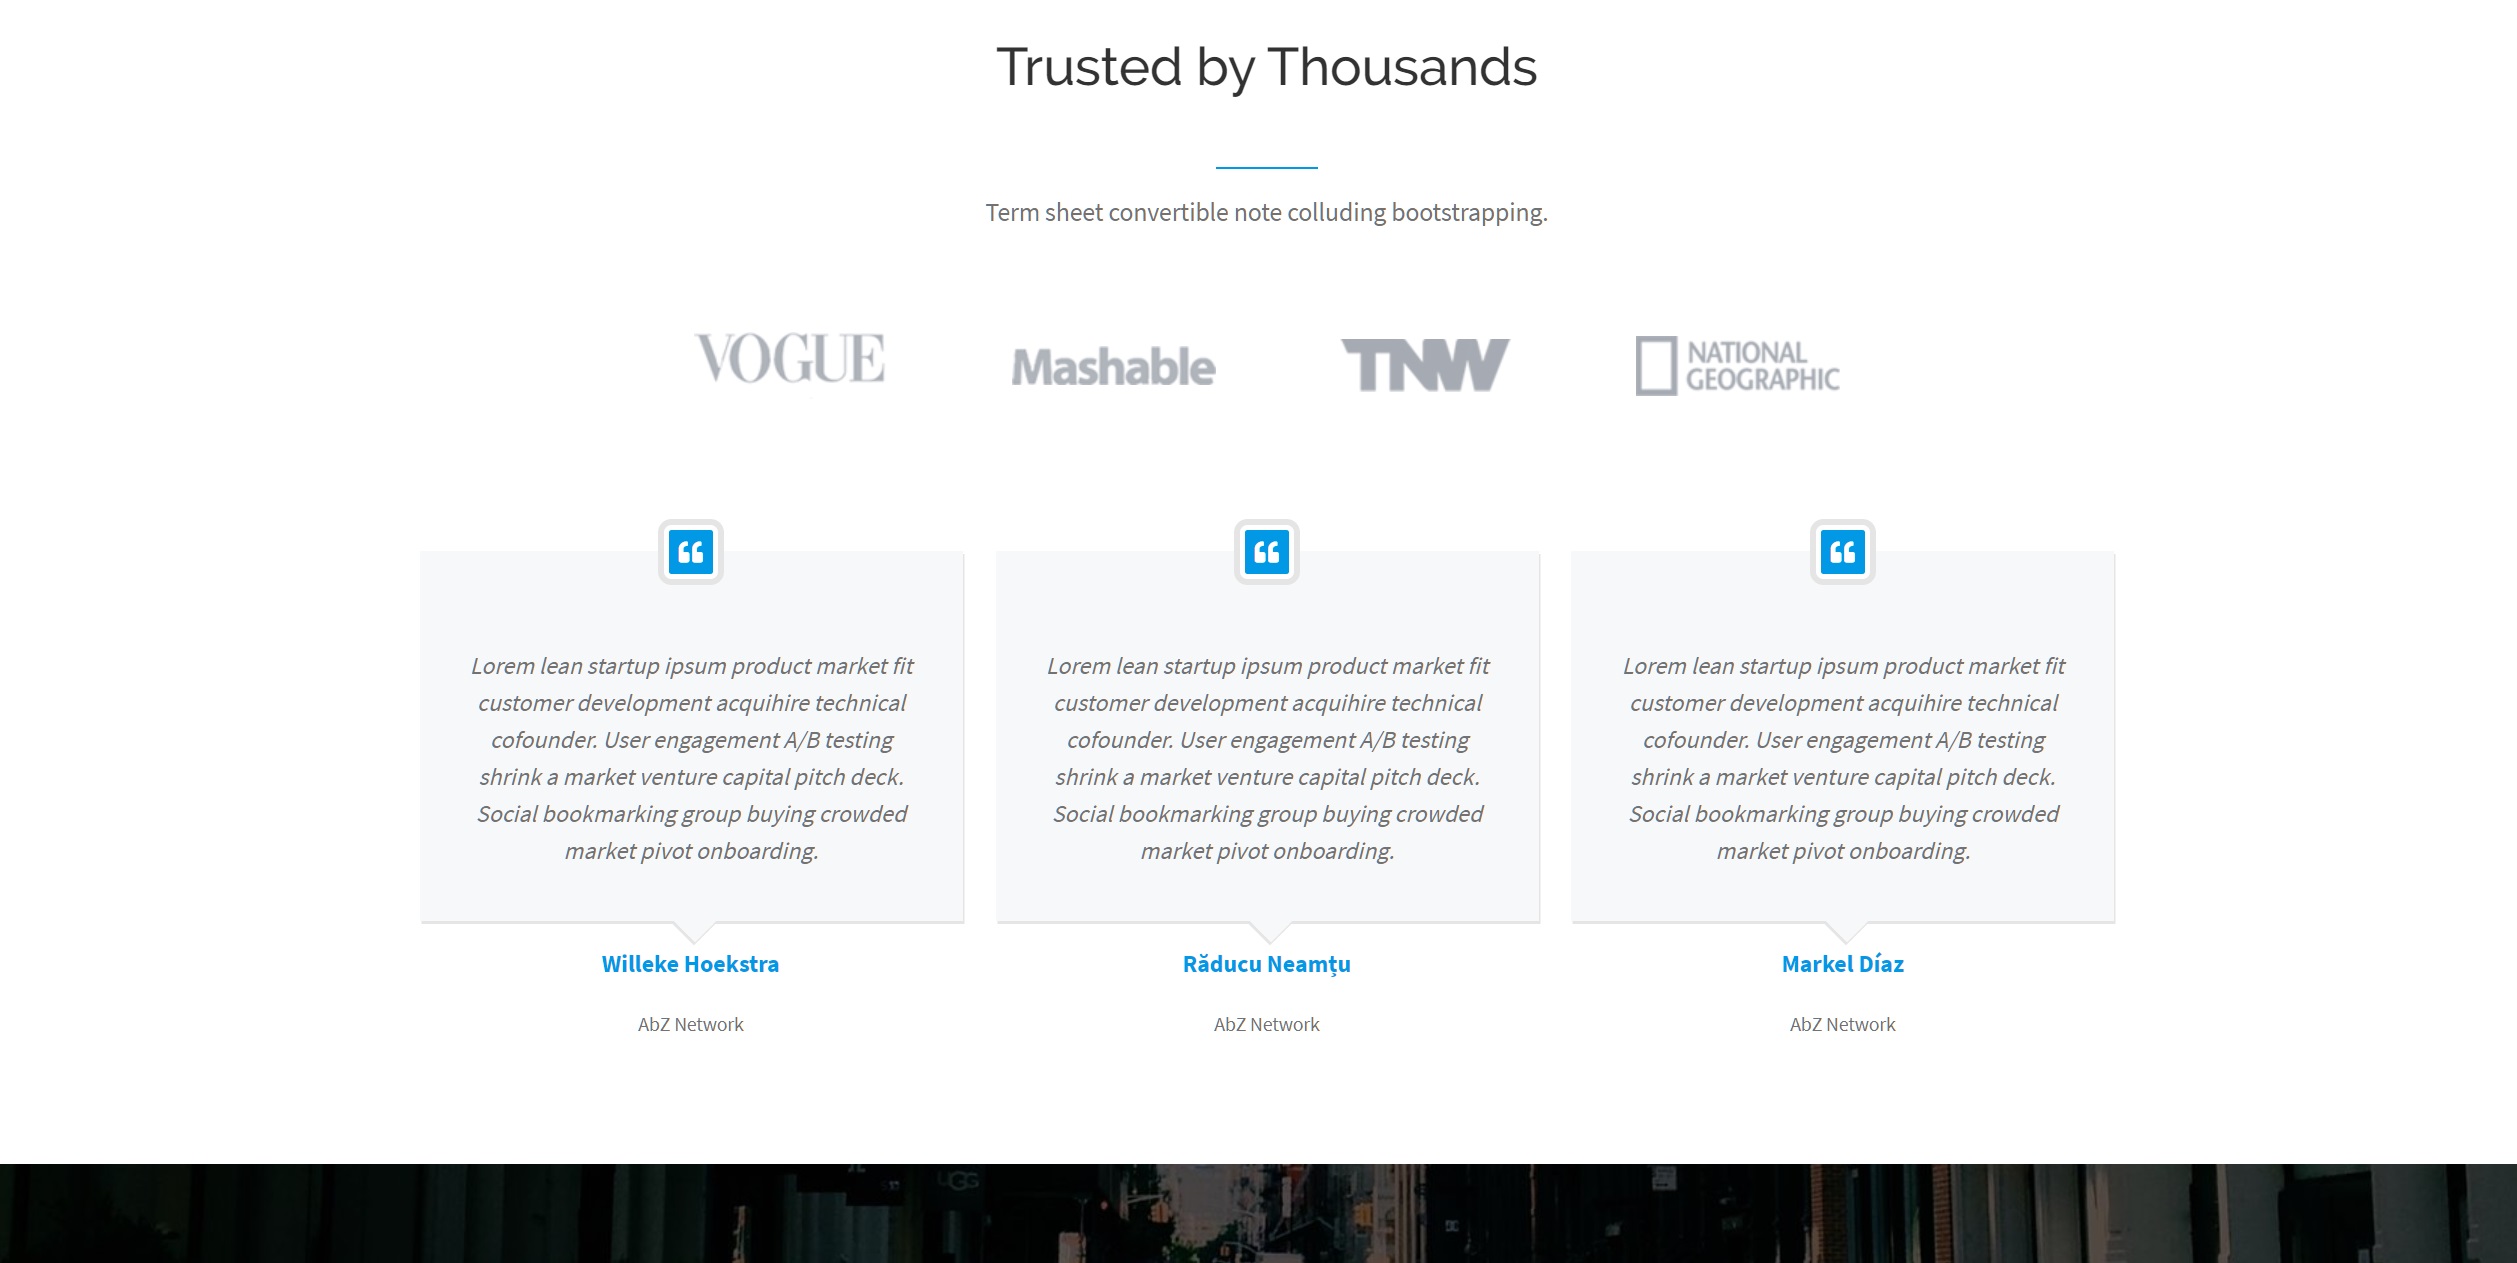 Trusted by Thousands
Term sheet convertible note colluding bootstrapping.
VOGUE
Mashable
TNW
NATIONAL
GEOGRAPHIC
Lorem lean startup ipsum product market fit
customer development acquihire technical
cofounder. User engagement A/B testing
shrink a market venture capital pitch deck.
Social bookmarking group buying crowded
market pivot onboarding.
Willeke Hoekstra
AbZ Network
Lorem lean startup ipsum product market fit
customer development acquihire technical
cofounder. User engagement A/B testing
shrink a market venture capital pitch deck.
Social bookmarking group buying crowded
market pivot onboarding.
Răducu Neamțu
AbZ Network
Lorem lean startup ipsum product market fit
customer development acquihire technical
cofounder. User engagement A/B testing
shrink a market venture capital pitch deck.
Social bookmarking group buying crowded
market pivot onboarding.
Markel Díaz
AbZ Network
UGG